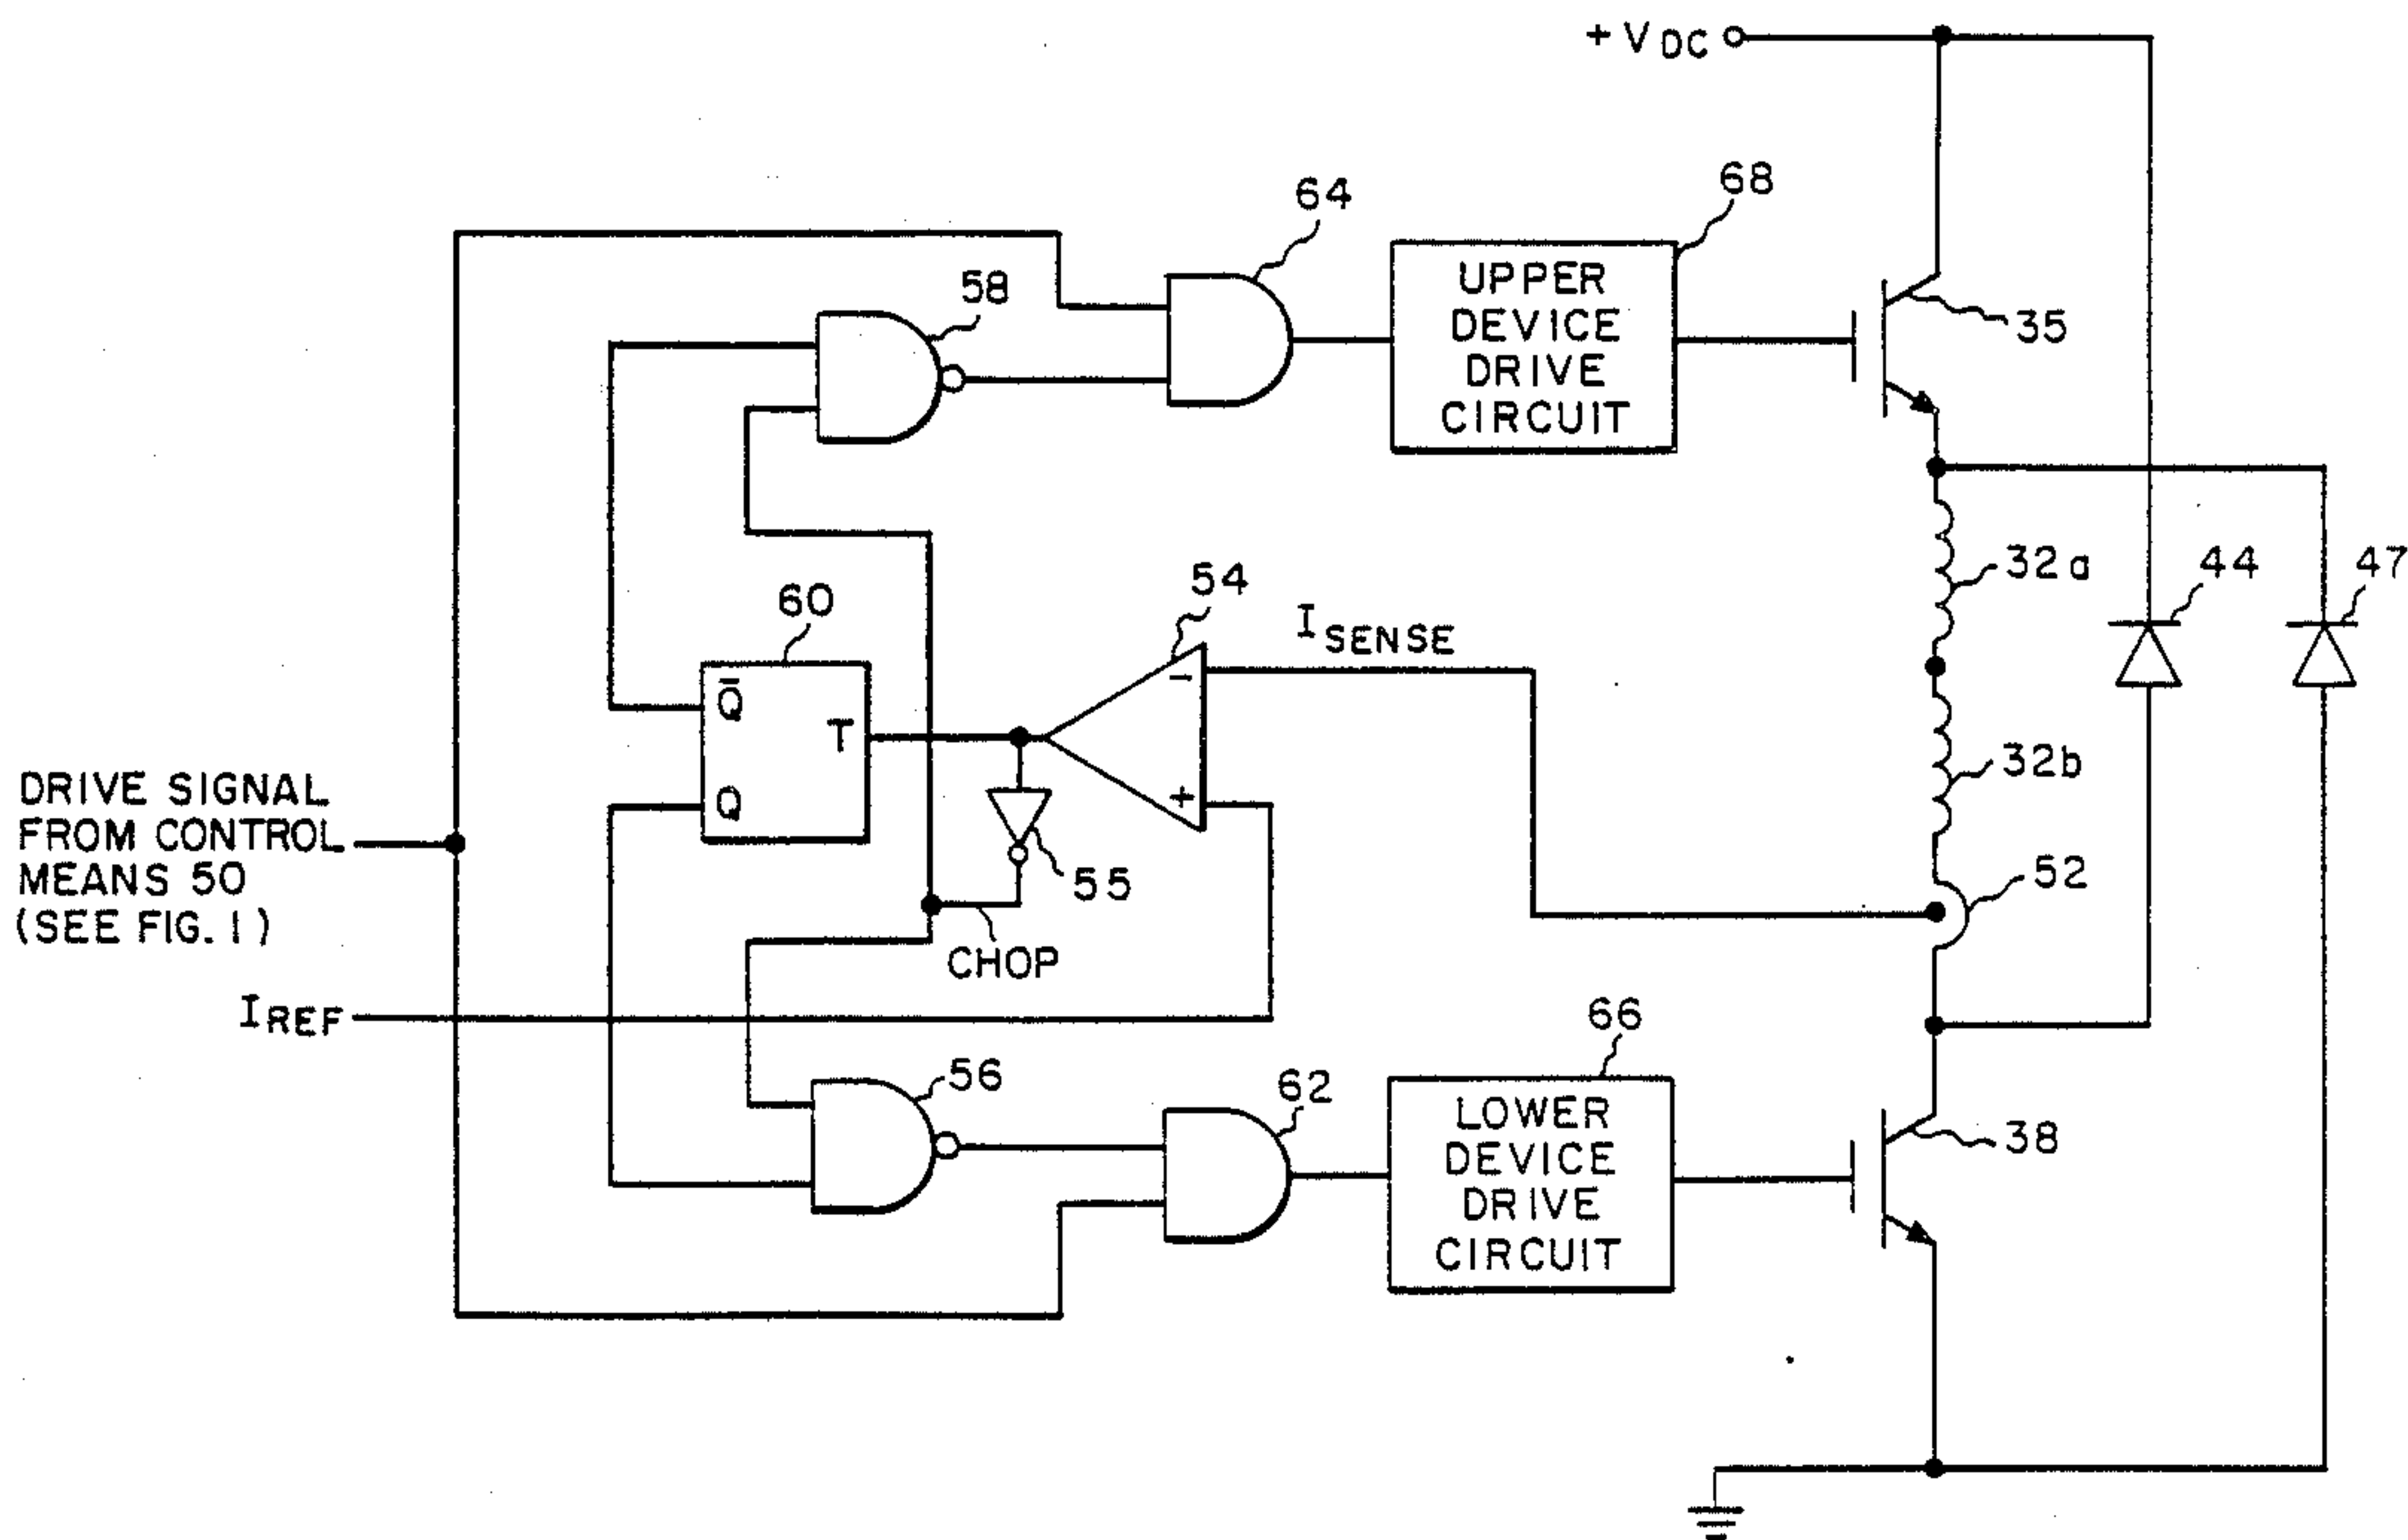 + VDC
64
68
58
UPPER
DEVICE
DRIVE
CIRCUIT
35
32a
44
47
54
60
ISENSE
Q̄
T
-
Q
+
32b
DRIVE SIGNAL
FROM CONTROL
MEANS 50
(SEE FIG. 1)
55
52
CHOP
IREF
66
56
62
LOWER
DEVICE
DRIVE
CIRCUIT
38